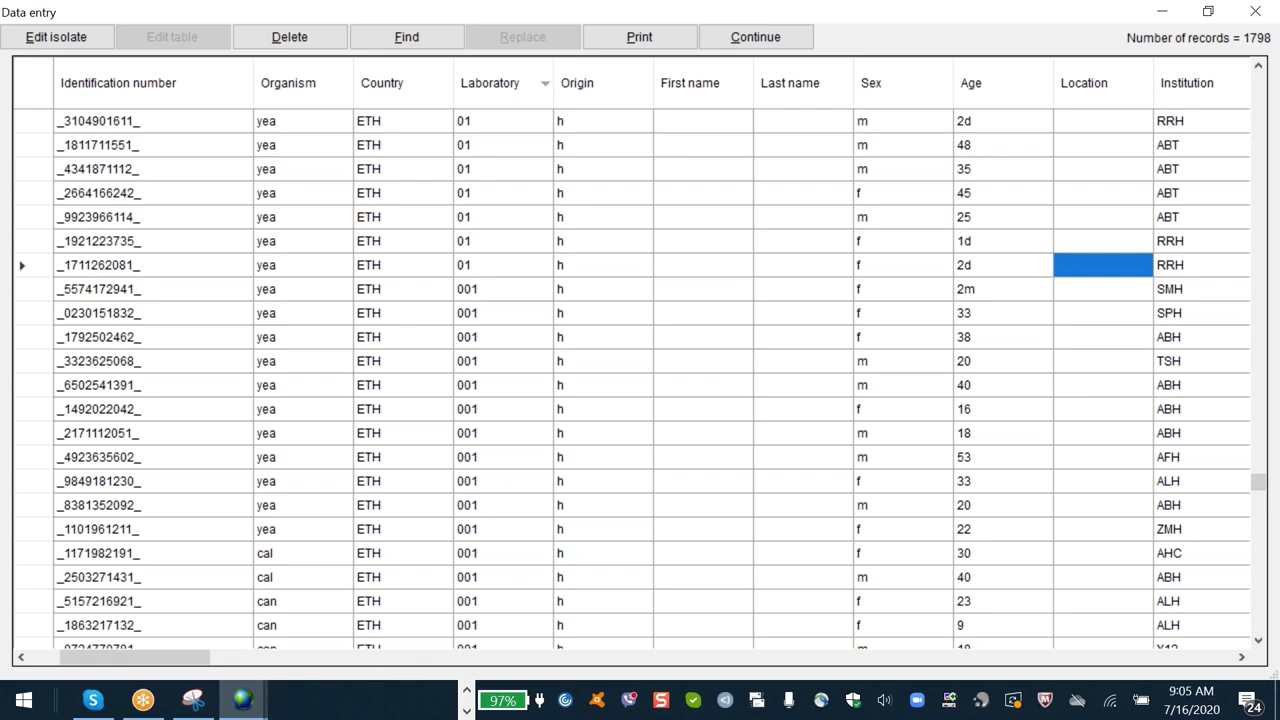 Data entry
Edit isolate Edit table Delete Find Replace Print Continue Number of records = 1798
Identification number Organism Country Laboratory Origin First name Last name Sex Age Location Institution
_3104901611_ yea ETH 01 h m 2d RRH
_1811711551_ yea ETH 01 h m 48 ABT
_4341871112_ yea ETH 01 h m 35 ABT
_2664166242_ yea ETH 01 h f 45 ABT
_9923966114_ yea ETH 01 h m 25 ABT
_1921223735_ yea ETH 01 h f 1d RRH
_1711262081_ yea ETH 01 h f 2d RRH
_5574172941_ yea ETH 001 h f 2m SMH
_0230151832_ yea ETH 001 h f 33 SPH
_1792502462_ yea ETH 001 h f 38 ABH
_3323625068_ yea ETH 001 h m 20 TSH
_6502541391_ yea ETH 001 h m 40 ABH
_1492022042_ yea ETH 001 h f 16 ABH
_2171112051_ yea ETH 001 h m 18 ABH
_4923635602_ yea ETH 001 h m 53 AFH
_9849181230_ yea ETH 001 h f 33 ALH
_8381352092_ yea ETH 001 h m 20 ABH
_1101961211_ yea ETH 001 h f 22 ZMH
_1171982191_ cal ETH 001 h f 30 AHC
_2503271431_ cal ETH 001 h m 40 ABH
_5157216921_ can ETH 001 h f 23 ALH
_1863217132_ can ETH 001 h f 9 ALH
97% 9:05 AM
7/16/2020 24